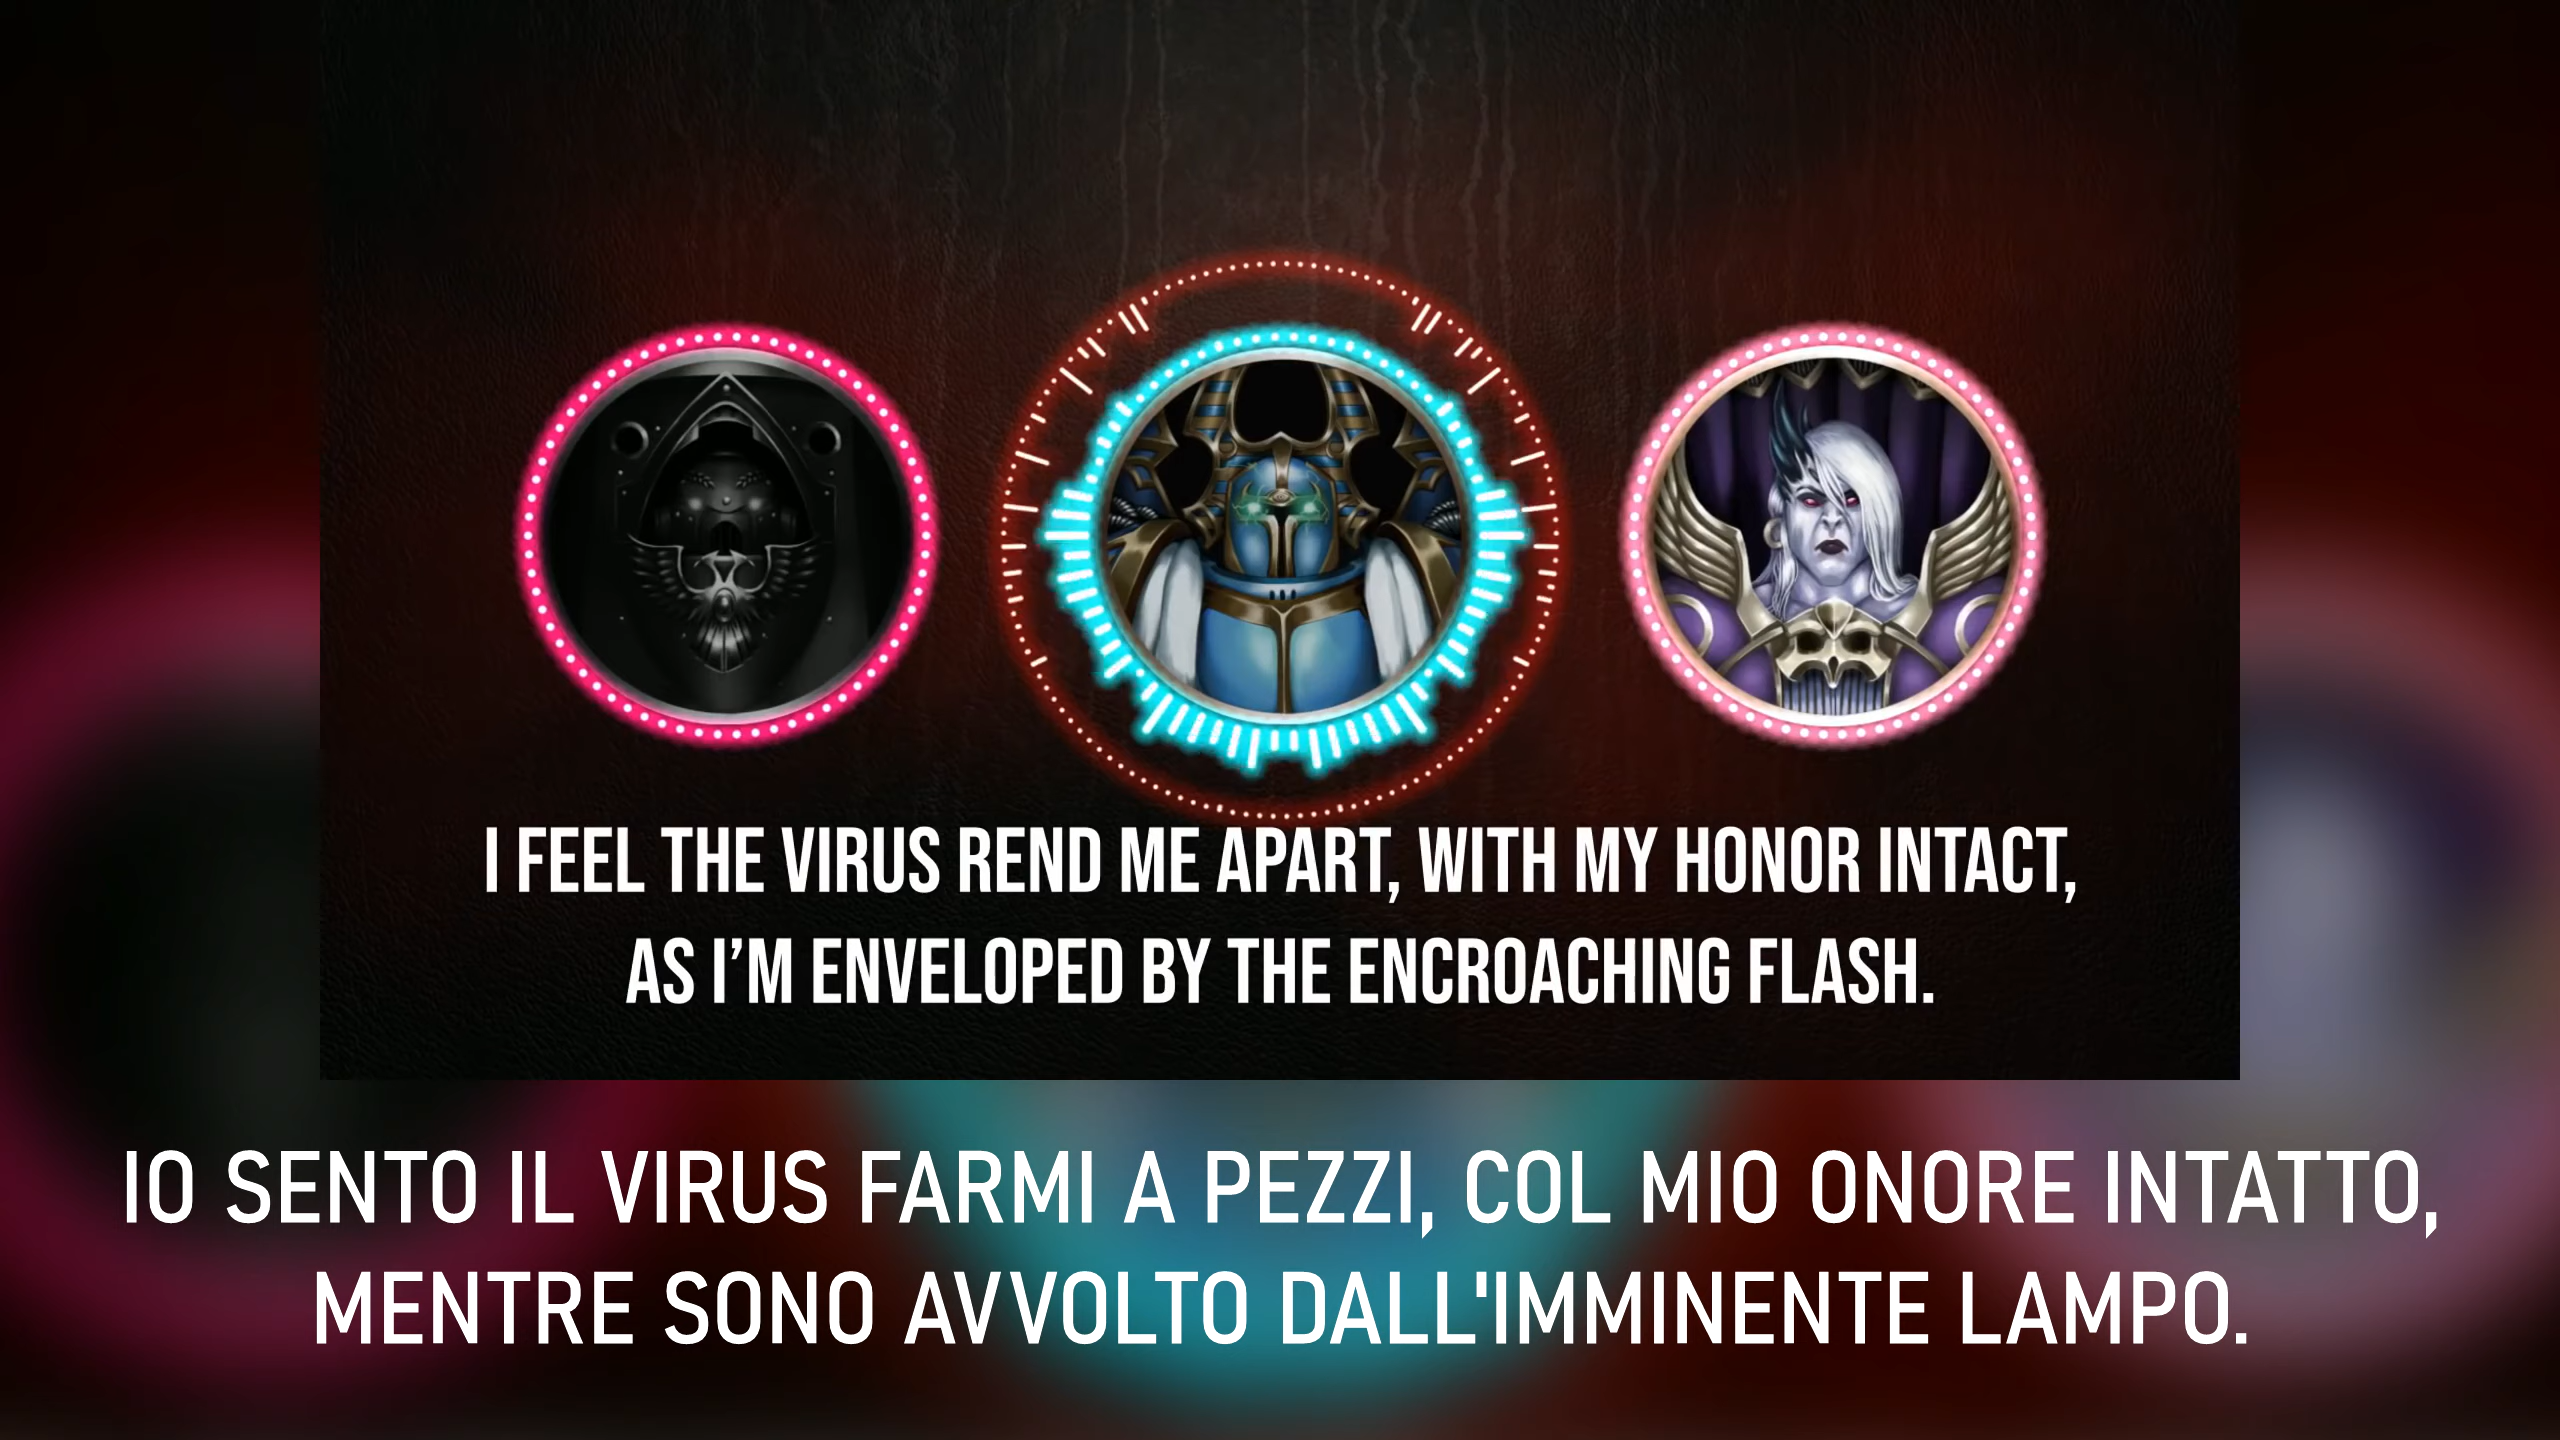 I FEEL THE VIRUS REND ME APART, WITH MY HONOR INTACT,
AS I’M ENVELOPED BY THE ENCROACHING FLASH.
IO SENTO IL VIRUS FARMI A PEZZI, COL MIO ONORE INTATTO,
MENTRE SONO AVVOLTO DALL'IMMINENTE LAMPO.